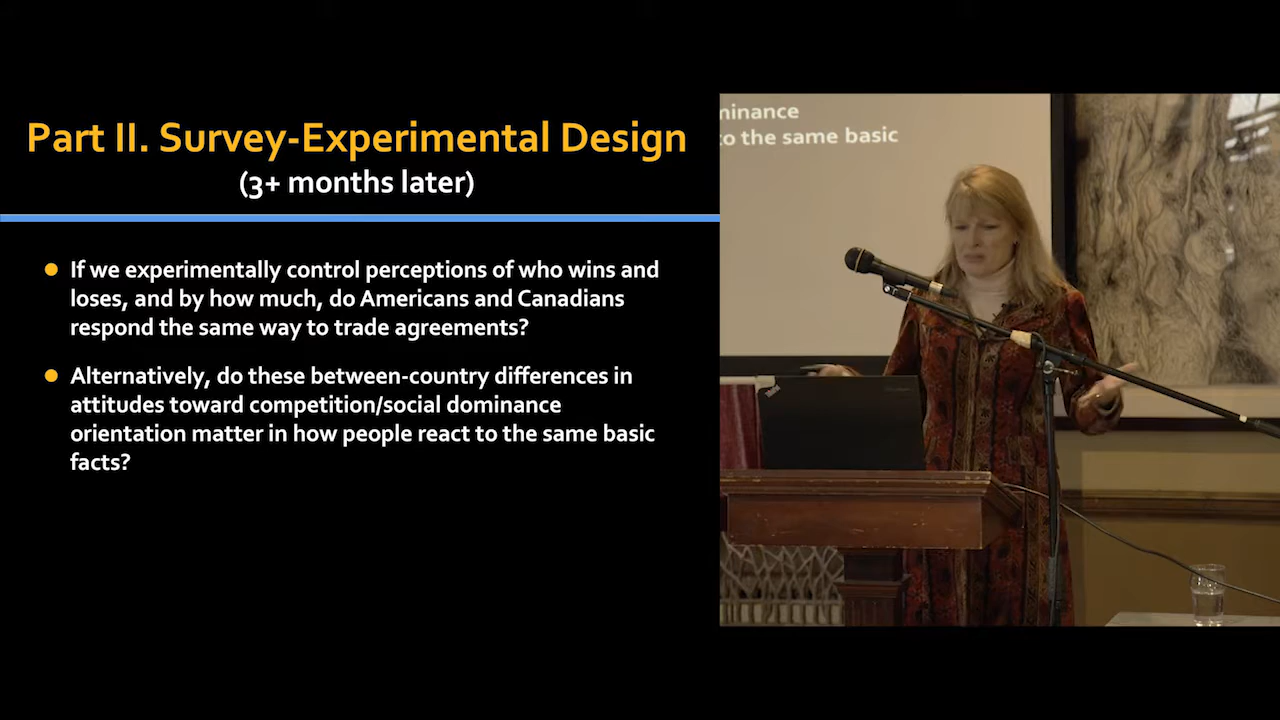 Part II. Survey-Experimental Design
(3+ months later)
If we experimentally control perceptions of who wins and
loses, and by how much, do Americans and Canadians
respond the same way to trade agreements?
Alternatively, do these between-country differences in
attitudes toward competition/social dominance
orientation matter in how people react to the same basic
facts?
minance
to the same basic